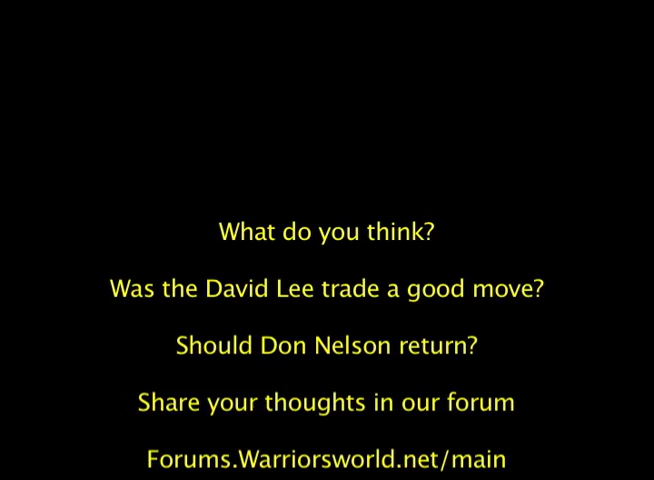 What do you think?
Was the David Lee trade a good move?
Should Don Nelson return?
Share your thoughts in our forum
Forums.Warriorsworld.net/main